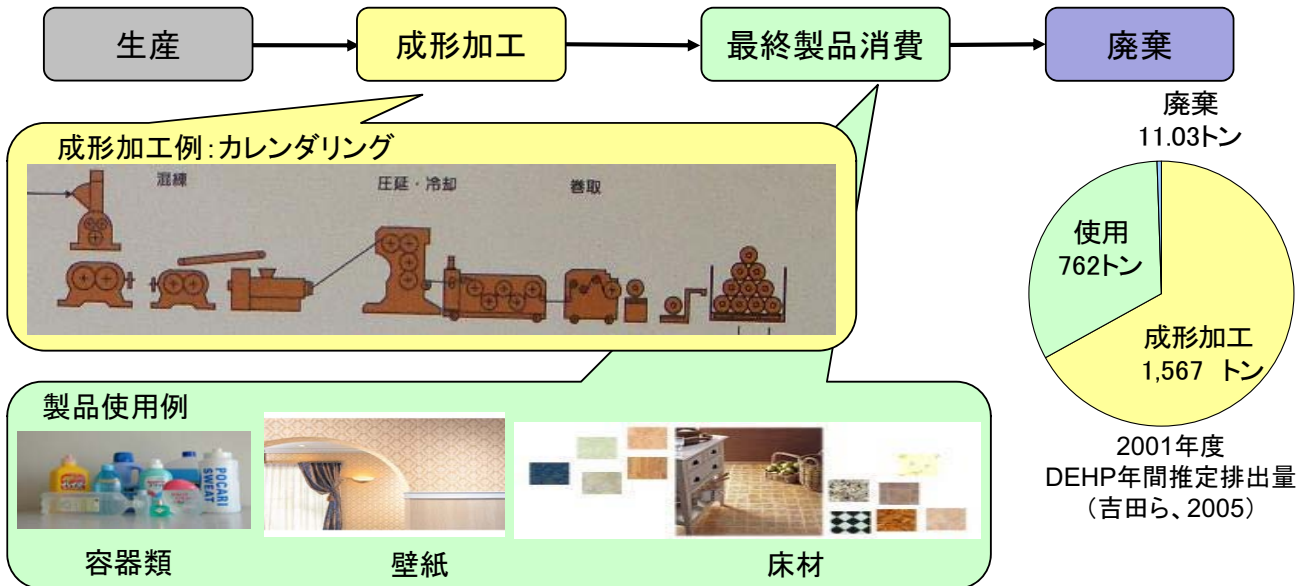 生産
成形加工
最終製品消費
廃棄
成形加工例:カレンダリング
混練
圧延・冷却
巻取
製品使用例
POCARI
SWEAT
容器類
壁紙
床材
廃棄
11.03トン
使用
762トン
成形加工
1,567 トン
2001年度
DEHP年間推定排出量
(吉田ら、2005)